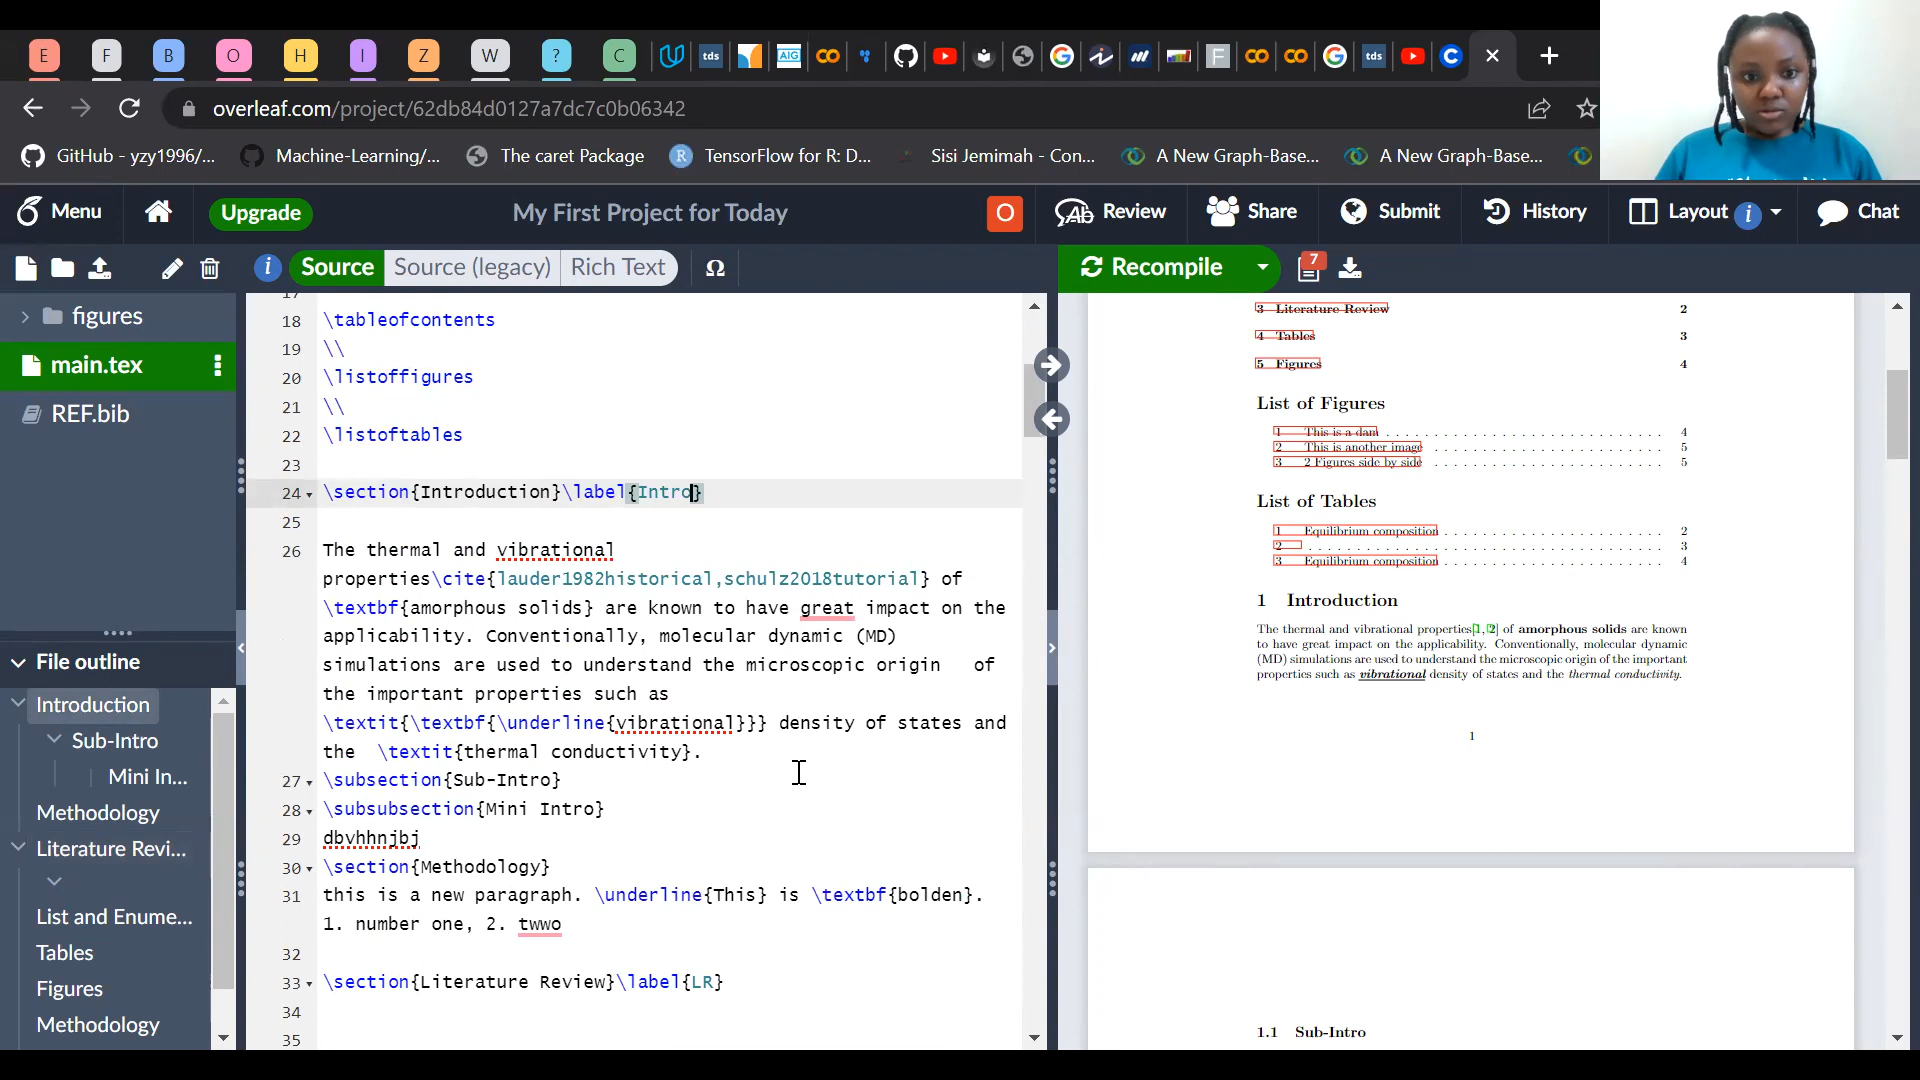 E F B O H I Z W ? C tds AIG F tds C
overleaf.com/project/62db84d0127a7dc7c0b06342
GitHub - yzy1996/... Machine-Learning/... The caret Package R TensorFlow for R: D... Sisi Jemimah - Con... A New Graph-Base... A New Graph-Base...
Menu Upgrade My First Project for Today O Review Share Submit History Layout i Chat
i Source Source (legacy) Rich Text Ω Recompile 7
figures
main.tex
REF.bib
File outline
Introduction
Sub-Intro
Mini In...
Methodology
Literature Revi...
List and Enume...
Tables
Figures
Methodology
17
18 \tableofcontents
19 \\
20 \listoffigures
21 \\
22 \listoftables
23
24 \section{Introduction}\label{Intro}
25
26 The thermal and vibrational
properties\cite{lauder1982historical,schulz2018tutorial} of
\textbf{amorphous solids} are known to have great impact on the
applicability. Conventionally, molecular dynamic (MD)
simulations are used to understand the microscopic origin of
the important properties such as
\textit{\textbf{\underline{vibrational}}} density of states and
the \textit{thermal conductivity}.
27 \subsection{Sub-Intro}
28 \subsubsection{Mini Intro}
29 dbvhhnjbj
30 \section{Methodology}
31 this is a new paragraph. \underline{This} is \textbf{bolden}.
1. number one, 2. twwo
32
33 \section{Literature Review}\label{LR}
34
35
3 Literature Review 2
4 Tables 3
5 Figures 4
List of Figures
1 This is a dam . . . . . . . . . . . . . . . . . . . . . . . . . . 4
2 This is another image . . . . . . . . . . . . . . . . . . . . . 5
3 2 Figures side by side . . . . . . . . . . . . . . . . . . . . . 5
List of Tables
1 Equilibrium composition . . . . . . . . . . . . . . . . . . . . 2
2 . . . . . . . . . . . . . . . . . . . . . . . . . . . . . . . . 3
3 Equilibrium composition . . . . . . . . . . . . . . . . . . . . 4
1 Introduction
The thermal and vibrational properties[1, 2] of amorphous solids are known
to have great impact on the applicability. Conventionally, molecular dynamic
(MD) simulations are used to understand the microscopic origin of the important
properties such as vibrational density of states and the thermal conductivity.
1
1.1 Sub-Intro